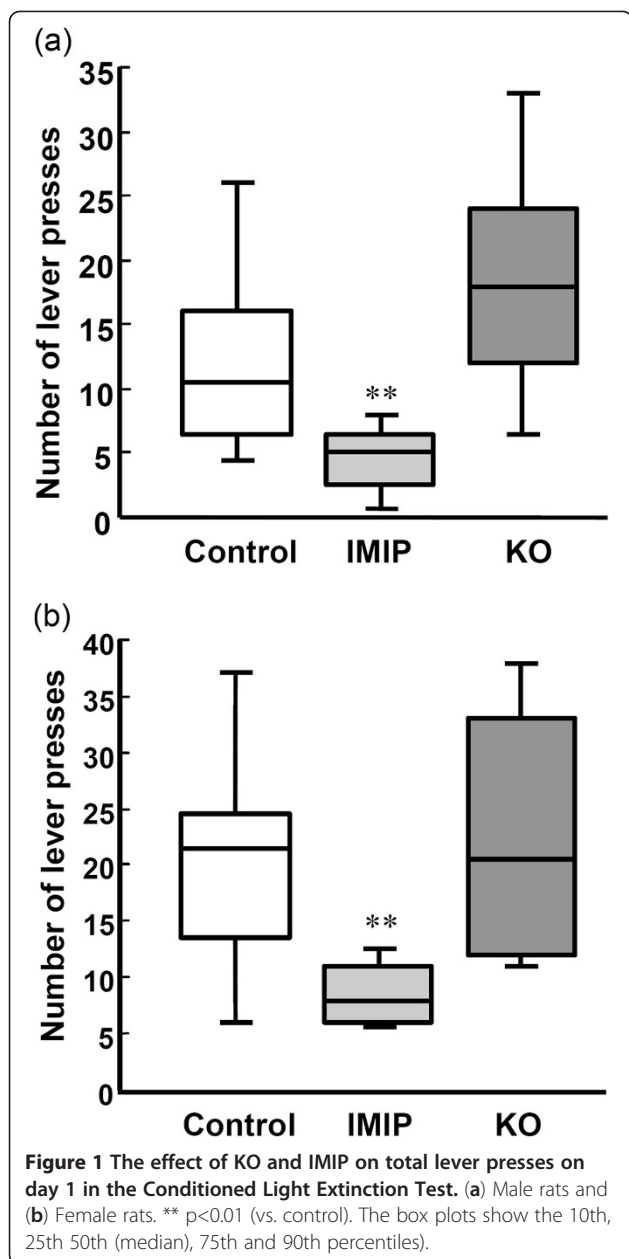 (a)
35
30
25
20
15
10
5
0
Number of lever presses
**
Control IMIP KO
(b)
40
35
30
25
20
15
10
5
0
Number of lever presses
**
Control IMIP KO
Figure 1 The effect of KO and IMIP on total lever presses on
day 1 in the Conditioned Light Extinction Test. (a) Male rats and
(b) Female rats. ** p<0.01 (vs. control). The box plots show the 10th,
25th 50th (median), 75th and 90th percentiles).